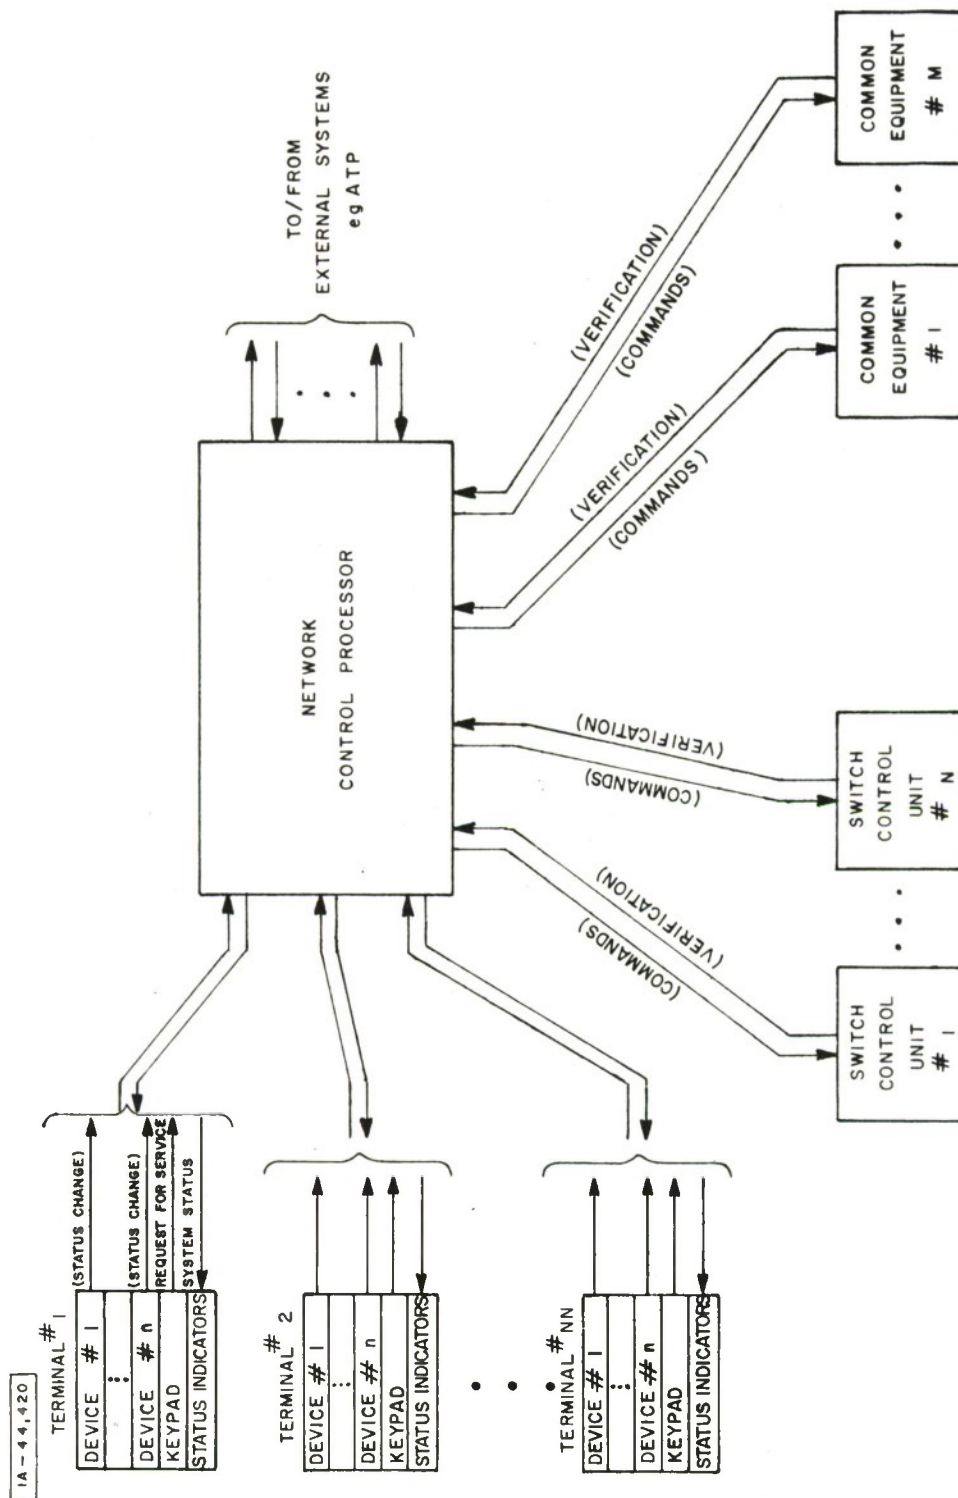 IA-44,420
TERMINAL # 1
DEVICE # 1
DEVICE # n
KEYPAD
STATUS INDICATORS
(STATUS CHANGE)
(STATUS CHANGE)
REQUEST FOR SERVICE
SYSTEM STATUS
TERMINAL # 2
DEVICE # 1
DEVICE # n
KEYPAD
STATUS INDICATORS
TERMINAL # NN
DEVICE # 1
DEVICE # n
KEYPAD
STATUS INDICATORS
NETWORK
CONTROL PROCESSOR
TO/FROM
EXTERNAL SYSTEMS
eg ATP
(COMMANDS)
(VERIFICATION)
(COMMANDS)
(VERIFICATION)
(VERIFICATION)
(COMMANDS)
(VERIFICATION)
(COMMANDS)
SWITCH
CONTROL
UNIT
# 1
SWITCH
CONTROL
UNIT
# N
COMMON
EQUIPMENT
# 1
COMMON
EQUIPMENT
# M